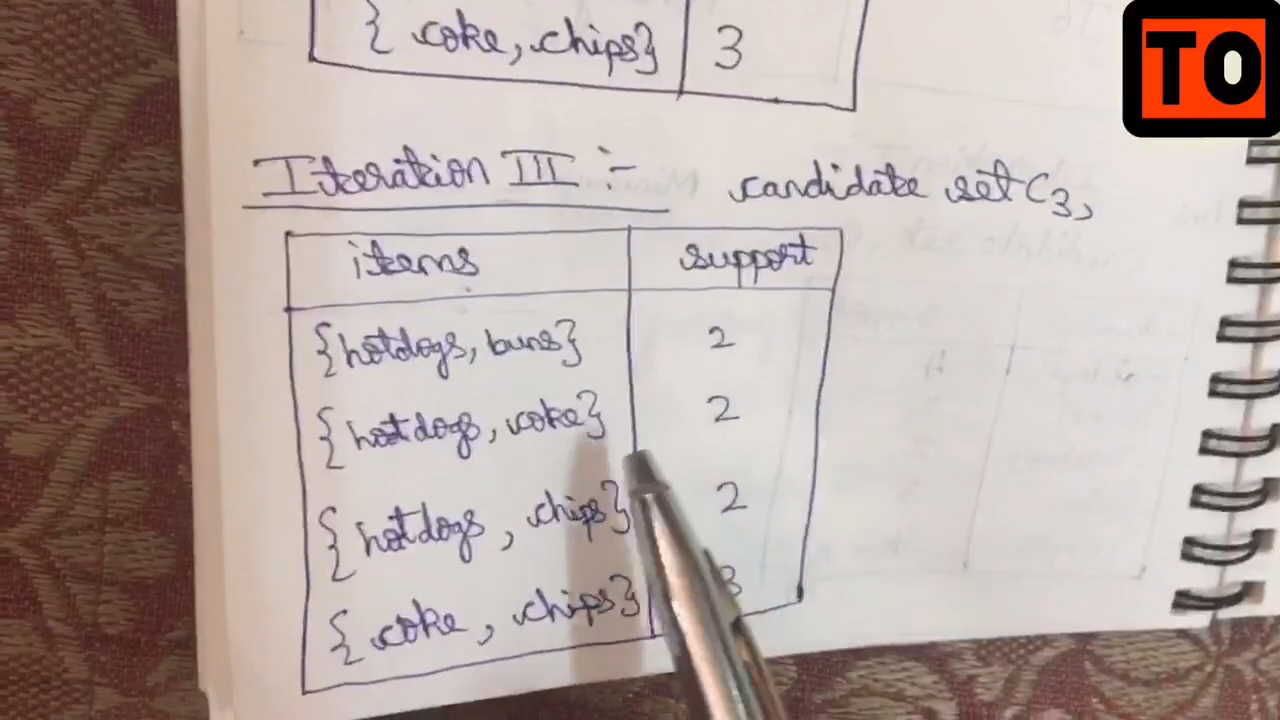 { coke, chips} 3
TO
Iteration III :- candidate set C3,
items support
{hotdogs, buns} 2
{hotdogs, coke} 2
{hotdogs, chips} 2
{ coke, chips} 3